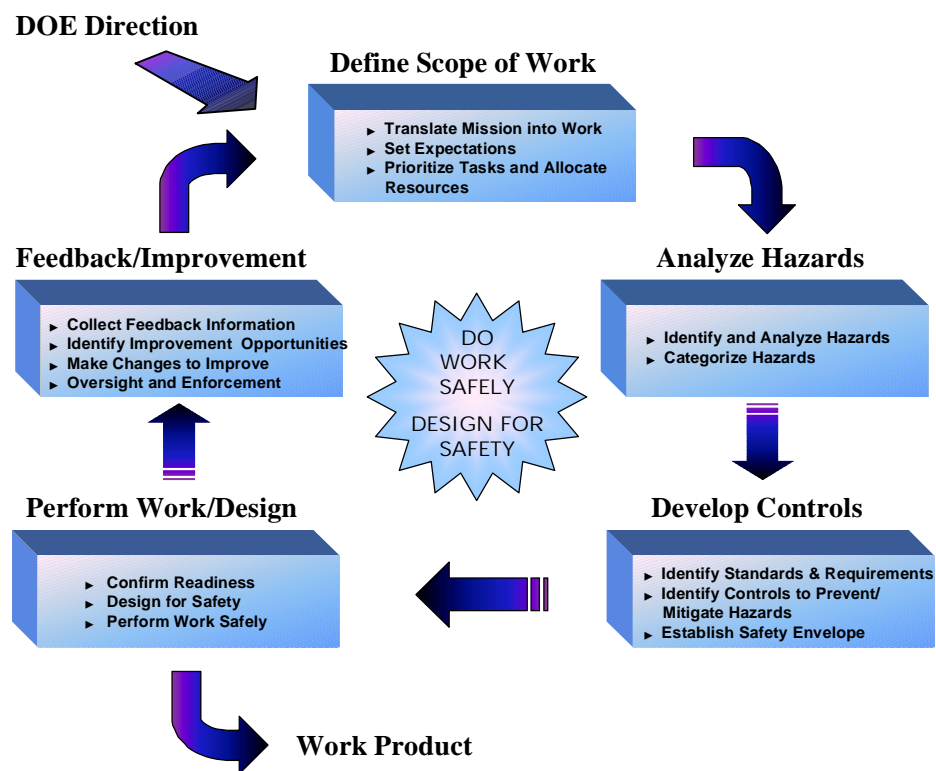 DOE Direction
Define Scope of Work
► Translate Mission into Work
► Set Expectations
► Prioritize Tasks and Allocate
Resources
Feedback/Improvement
► Collect Feedback Information
► Identify Improvement Opportunities
► Make Changes to Improve
► Oversight and Enforcement
DO
WORK
SAFELY
DESIGN FOR
SAFETY
Analyze Hazards
► Identify and Analyze Hazards
► Categorize Hazards
Perform Work/Design
► Confirm Readiness
► Design for Safety
► Perform Work Safely
Develop Controls
► Identify Standards & Requirements
► Identify Controls to Prevent/
Mitigate Hazards
► Establish Safety Envelope
Work Product